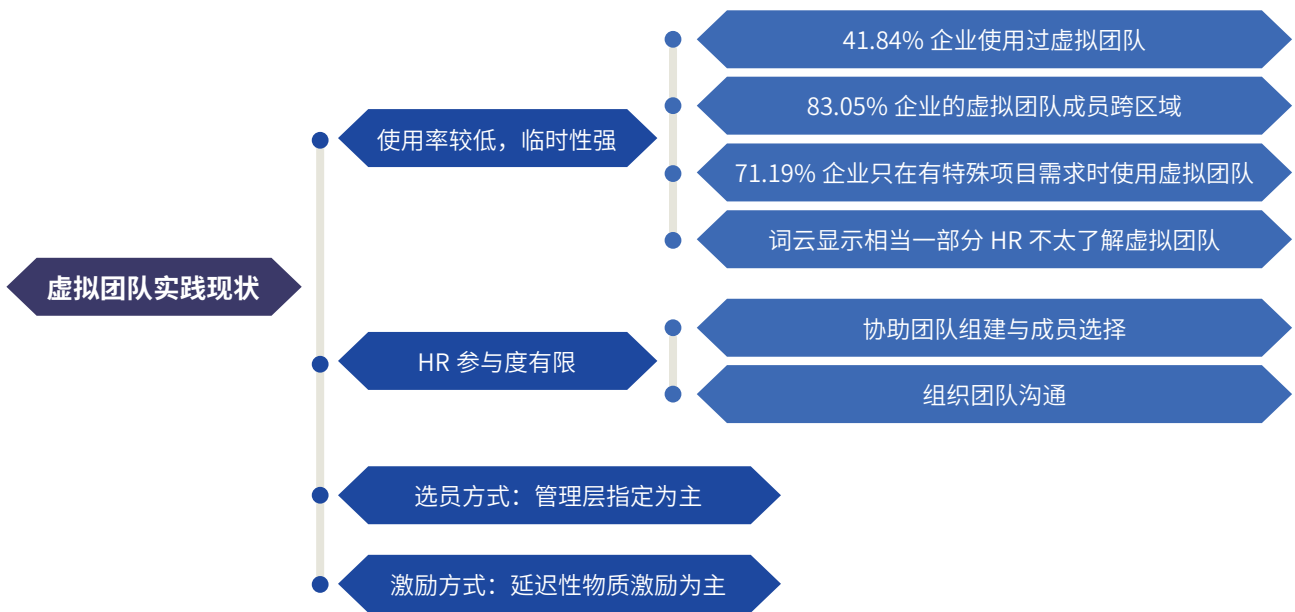 虚拟团队实践现状
使用率较低，临时性强
41.84% 企业使用过虚拟团队
83.05% 企业的虚拟团队成员跨区域
71.19% 企业只在有特殊项目需求时使用虚拟团队
词云显示相当一部分 HR 不太了解虚拟团队
HR 参与度有限
协助团队组建与成员选择
组织团队沟通
选员方式：管理层指定为主
激励方式：延迟性物质激励为主